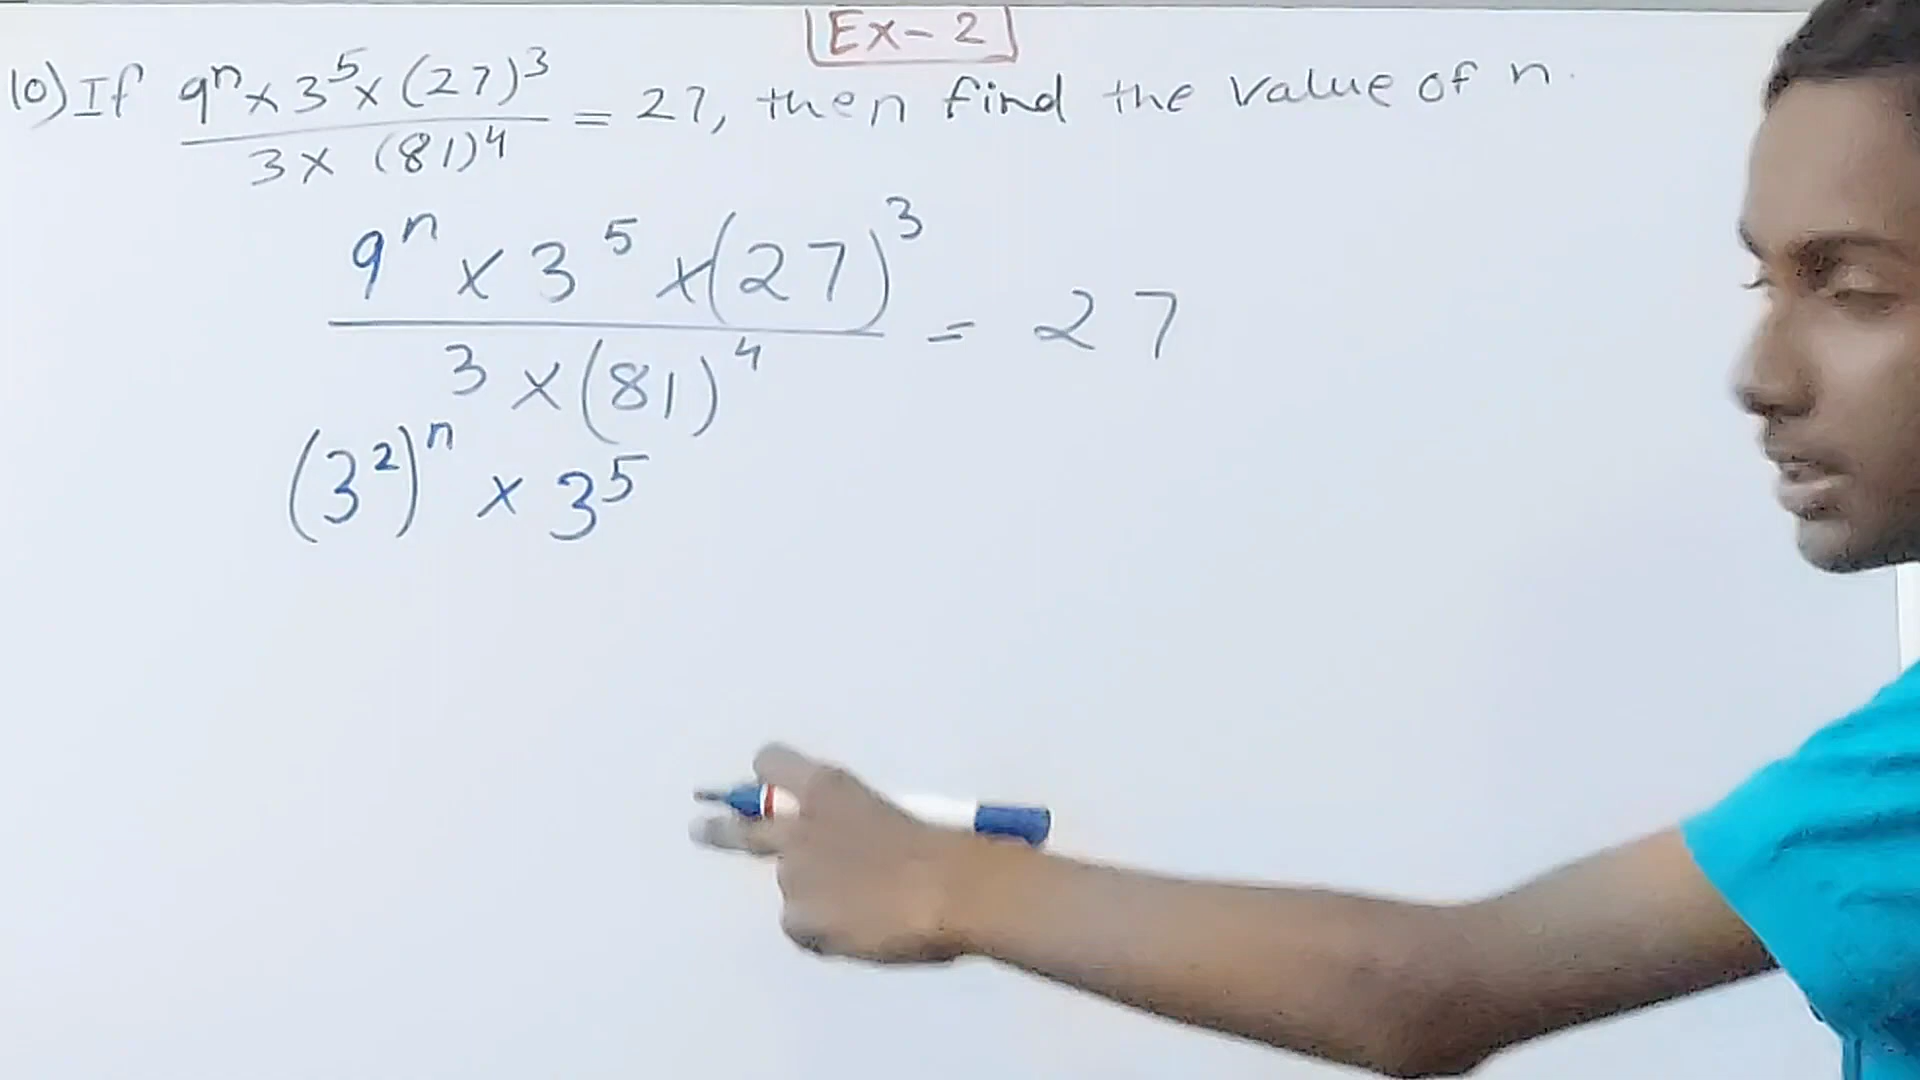 Ex-2
10) If 9ⁿ × 3⁵ × (27)³ / 3 × (81)⁴ = 27, then find the value of n.
9ⁿ × 3⁵ × (27)³ / 3 × (81)⁴ = 27
(3²)ⁿ × 3⁵